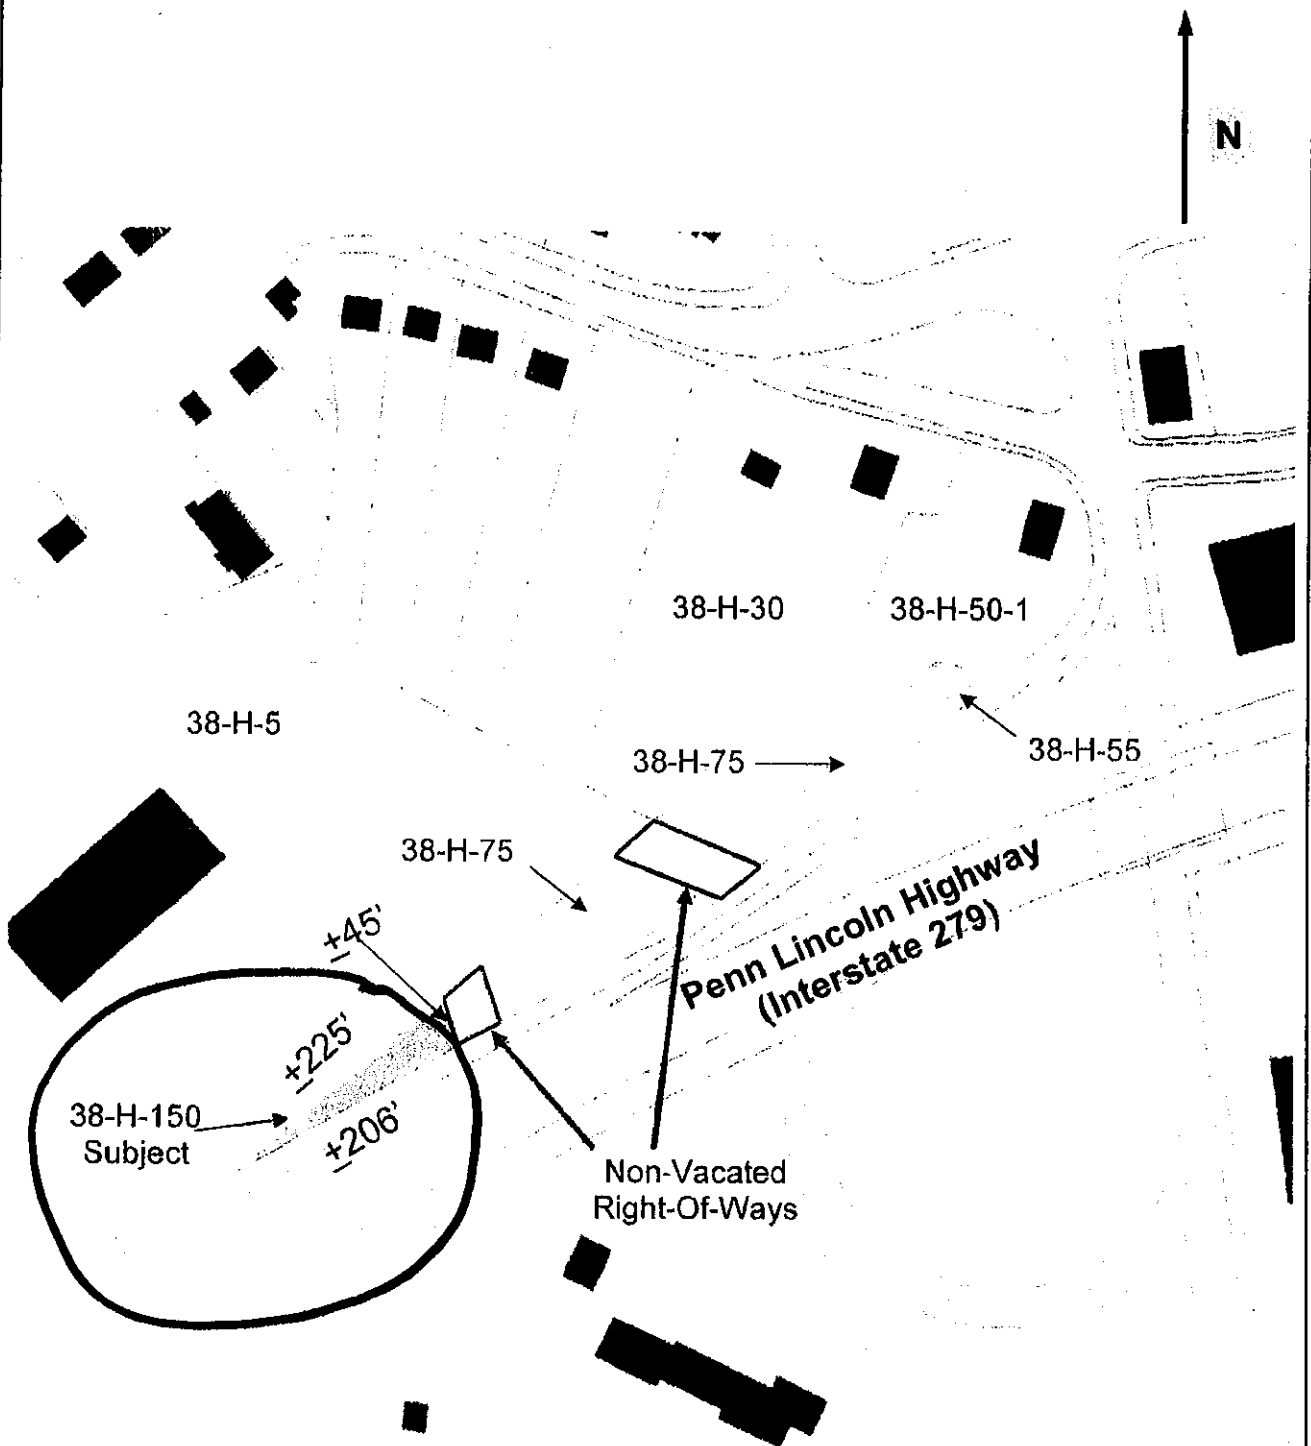 N
38-H-30
38-H-50-1
38-H-5
38-H-75
38-H-55
38-H-75
Penn Lincoln Highway
(Interstate 279)
±45'
±225'
38-H-150
Subject
±206'
Non-Vacated
Right-Of-Ways